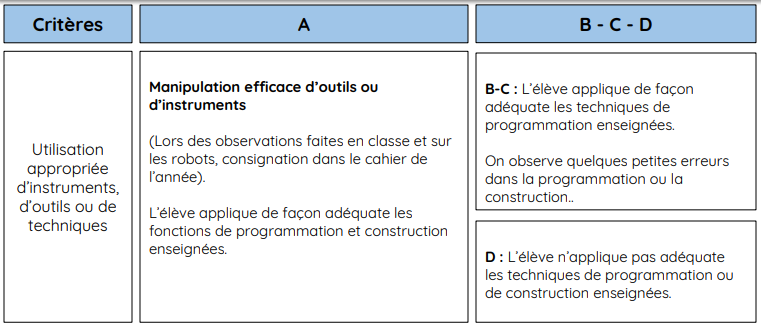 Critères
A
B - C - D
Utilisation
appropriée
d'instruments,
d'outils ou de
techniques
Manipulation efficace d'outils ou
d'instruments
(Lors des observations faites en classe et sur
les robots, consignation dans le cahier de
l'année).
L'élève applique de façon adéquate les
fonctions de programmation et construction
enseignées.
B-C : L'élève applique de façon
adéquate les techniques de
programmation enseignées.
On observe quelques petites erreurs
dans la programmation ou la
construction..
D : L'élève n'applique pas adéquate
les techniques de programmation ou
de construction enseignées.